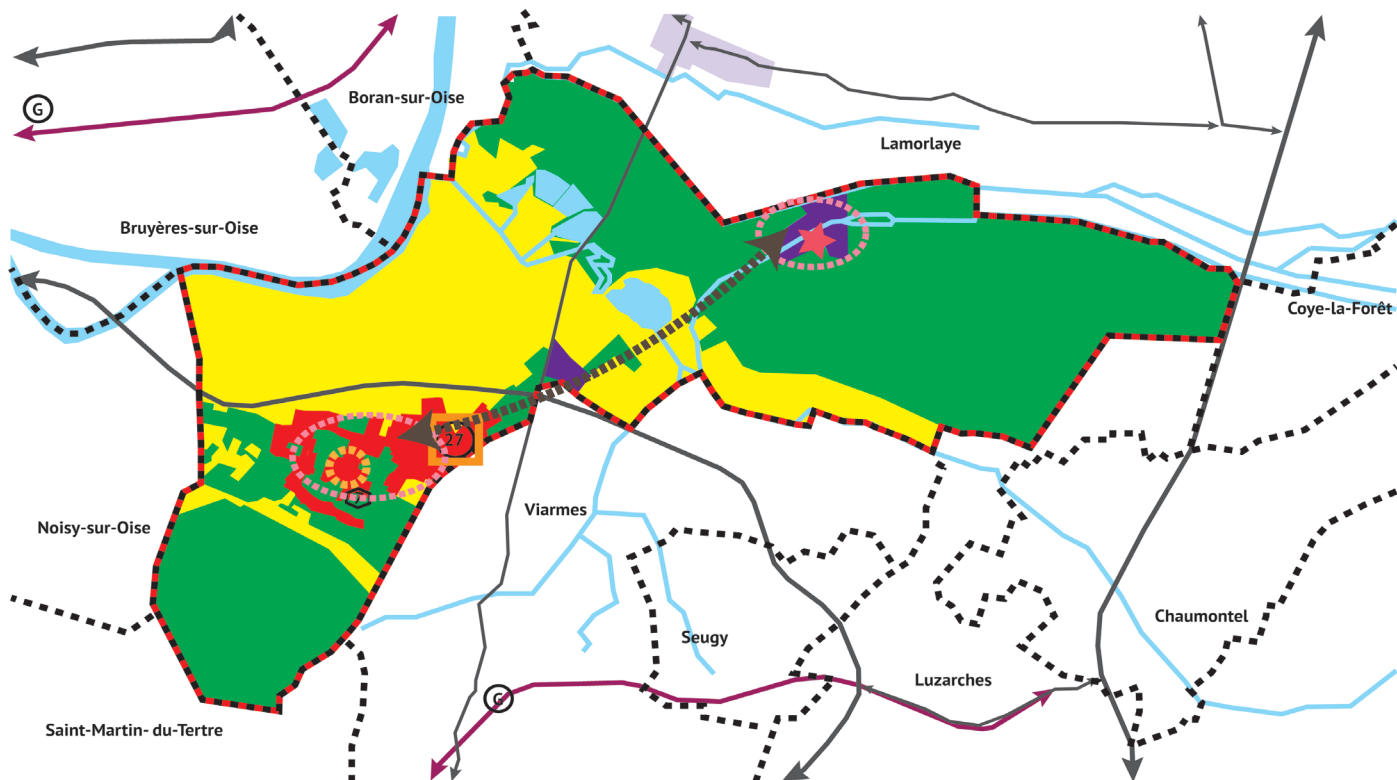 G
Boran-sur-Oise
Lamorlaye
Bruyères-sur-Oise
Coye-la-Forêt
27
Noisy-sur-Oise
Viarmes
Chaumontel
Seugy
Luzarches
G
Saint-Martin- du-Tertre